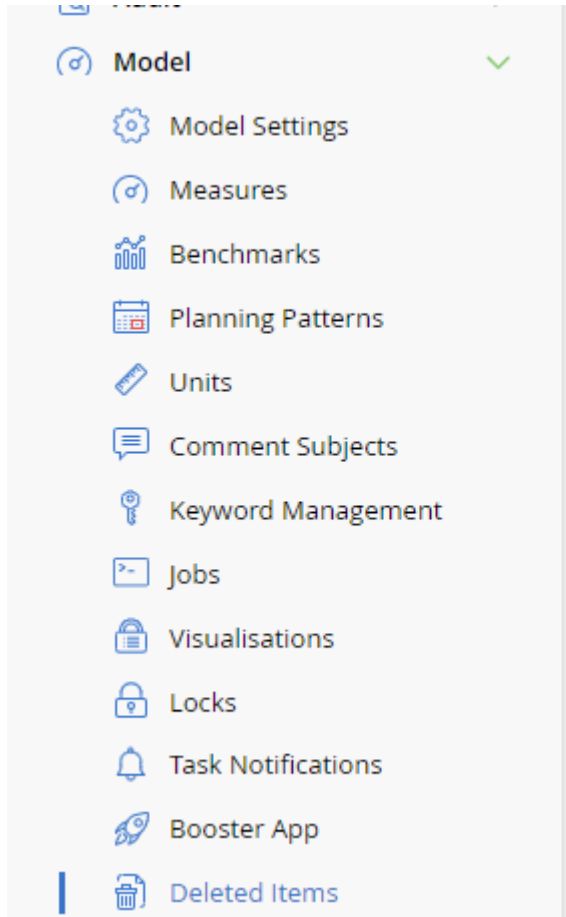 Model
Model Settings
Measures
Benchmarks
Planning Patterns
Units
Comment Subjects
Keyword Management
Jobs
Visualisations
Locks
Task Notifications
Booster App
Deleted Items